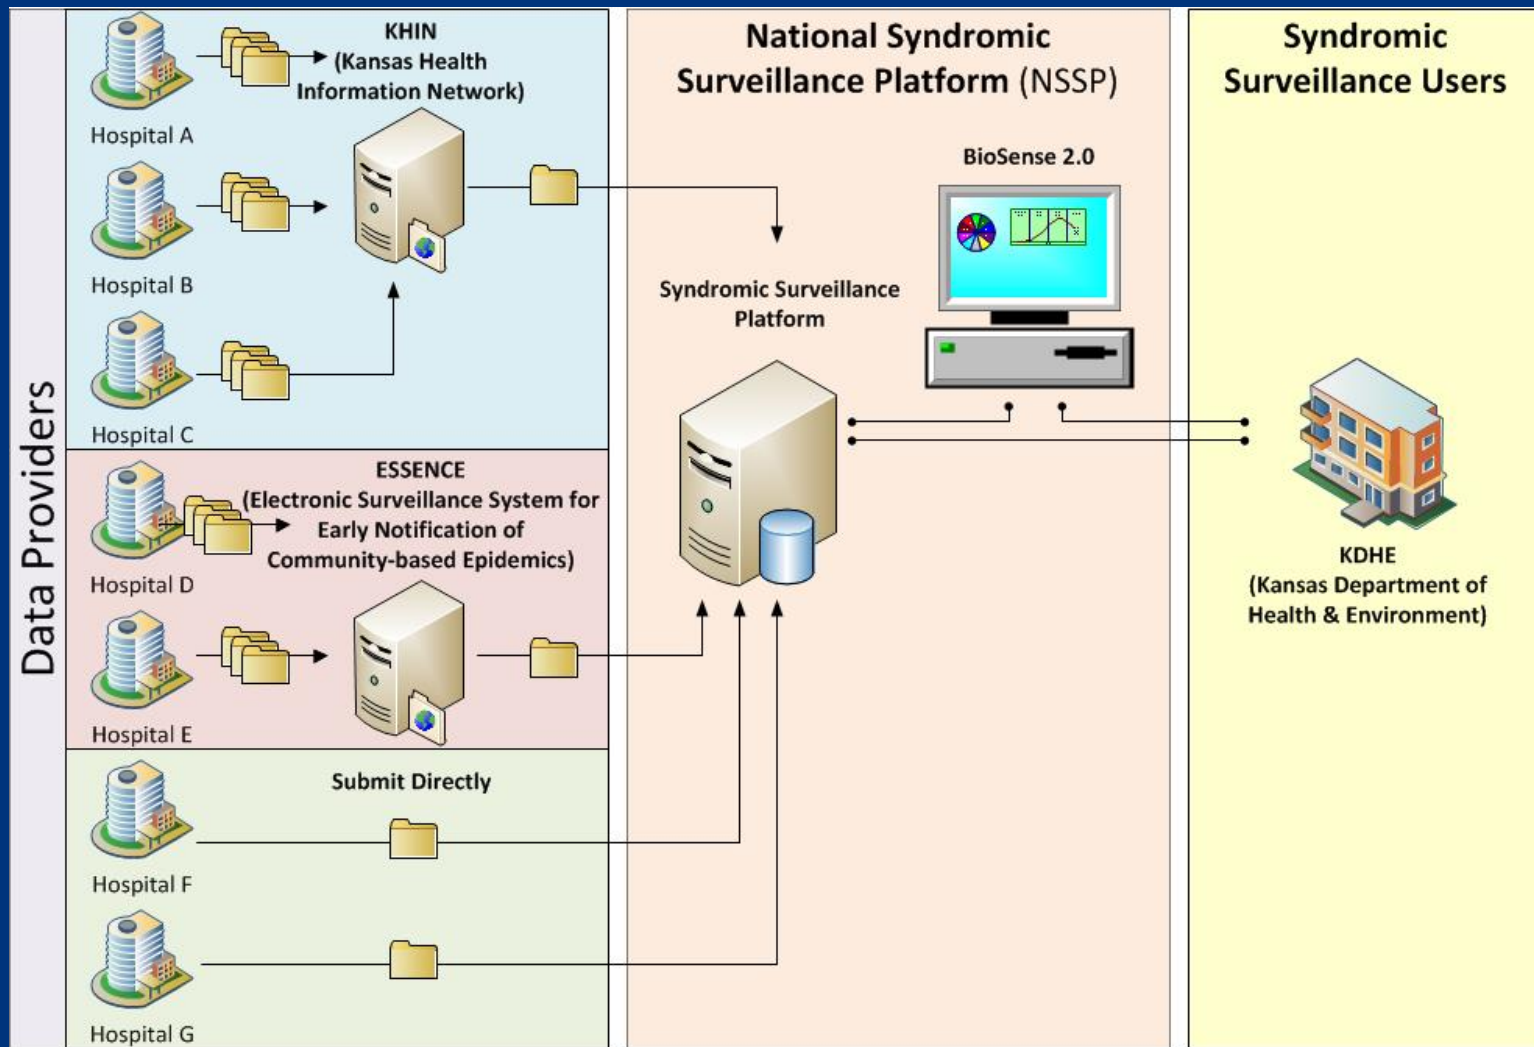 Data Providers
KHIN
(Kansas Health
Information Network)
Hospital A
Hospital B
Hospital C
ESSENCE
(Electronic Surveillance System for
Early Notification of
Community-based Epidemics)
Hospital D
Hospital E
Submit Directly
Hospital F
Hospital G
National Syndromic
Surveillance Platform (NSSP)
BioSense 2.0
Syndromic Surveillance
Platform
Syndromic
Surveillance Users
KDHE
(Kansas Department of
Health & Environment)